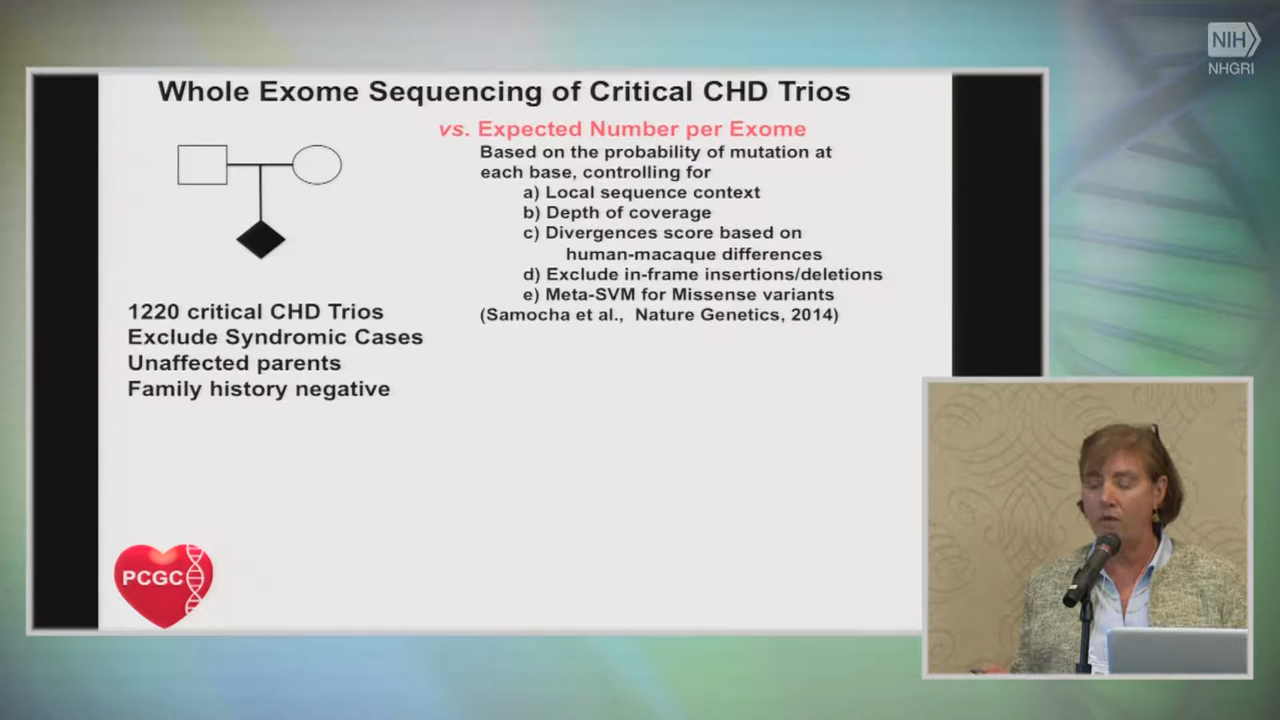 NIH
NHGRI
Whole Exome Sequencing of Critical CHD Trios
vs. Expected Number per Exome
Based on the probability of mutation at
each base, controlling for
a) Local sequence context
b) Depth of coverage
c) Divergences score based on
human-macaque differences
d) Exclude in-frame insertions/deletions
e) Meta-SVM for Missense variants
(Samocha et al., Nature Genetics, 2014)
1220 critical CHD Trios
Exclude Syndromic Cases
Unaffected parents
Family history negative
PCGC